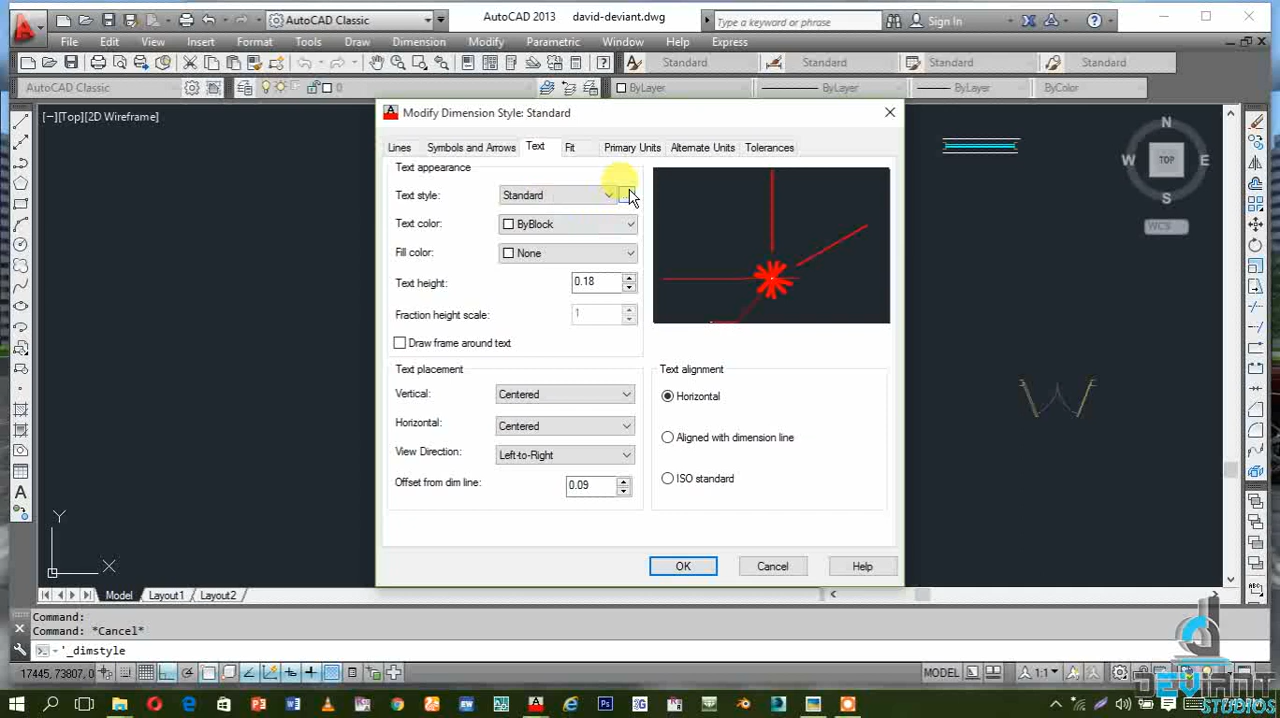 AutoCAD Classic
AutoCAD 2013 david-deviant.dwg
Type a keyword or phrase
Sign In
File Edit View Insert Format Tools Draw Dimension Modify Parametric Window Help Express
Standard Standard Standard Standard
AutoCAD Classic 0 ByLayer ByLayer ByLayer ByColor
[−][Top][2D Wireframe]
Modify Dimension Style: Standard
Lines Symbols and Arrows Text Fit Primary Units Alternate Units Tolerances
Text appearance
Text style: Standard
Text color: ByBlock
Fill color: None
Text height: 0.18
Fraction height scale: 1
Draw frame around text
Text placement
Vertical: Centered
Horizontal: Centered
View Direction: Left-to-Right
Offset from dim line: 0.09
Text alignment
Horizontal
Aligned with dimension line
ISO standard
OK Cancel Help
N
W TOP E
S
WCS
Y
X
Model Layout1 Layout2
Command:
Command: *Cancel*
'_dimstyle
17445, 73807, 0
MODEL 1:1
DEVIANT
STUDIOS